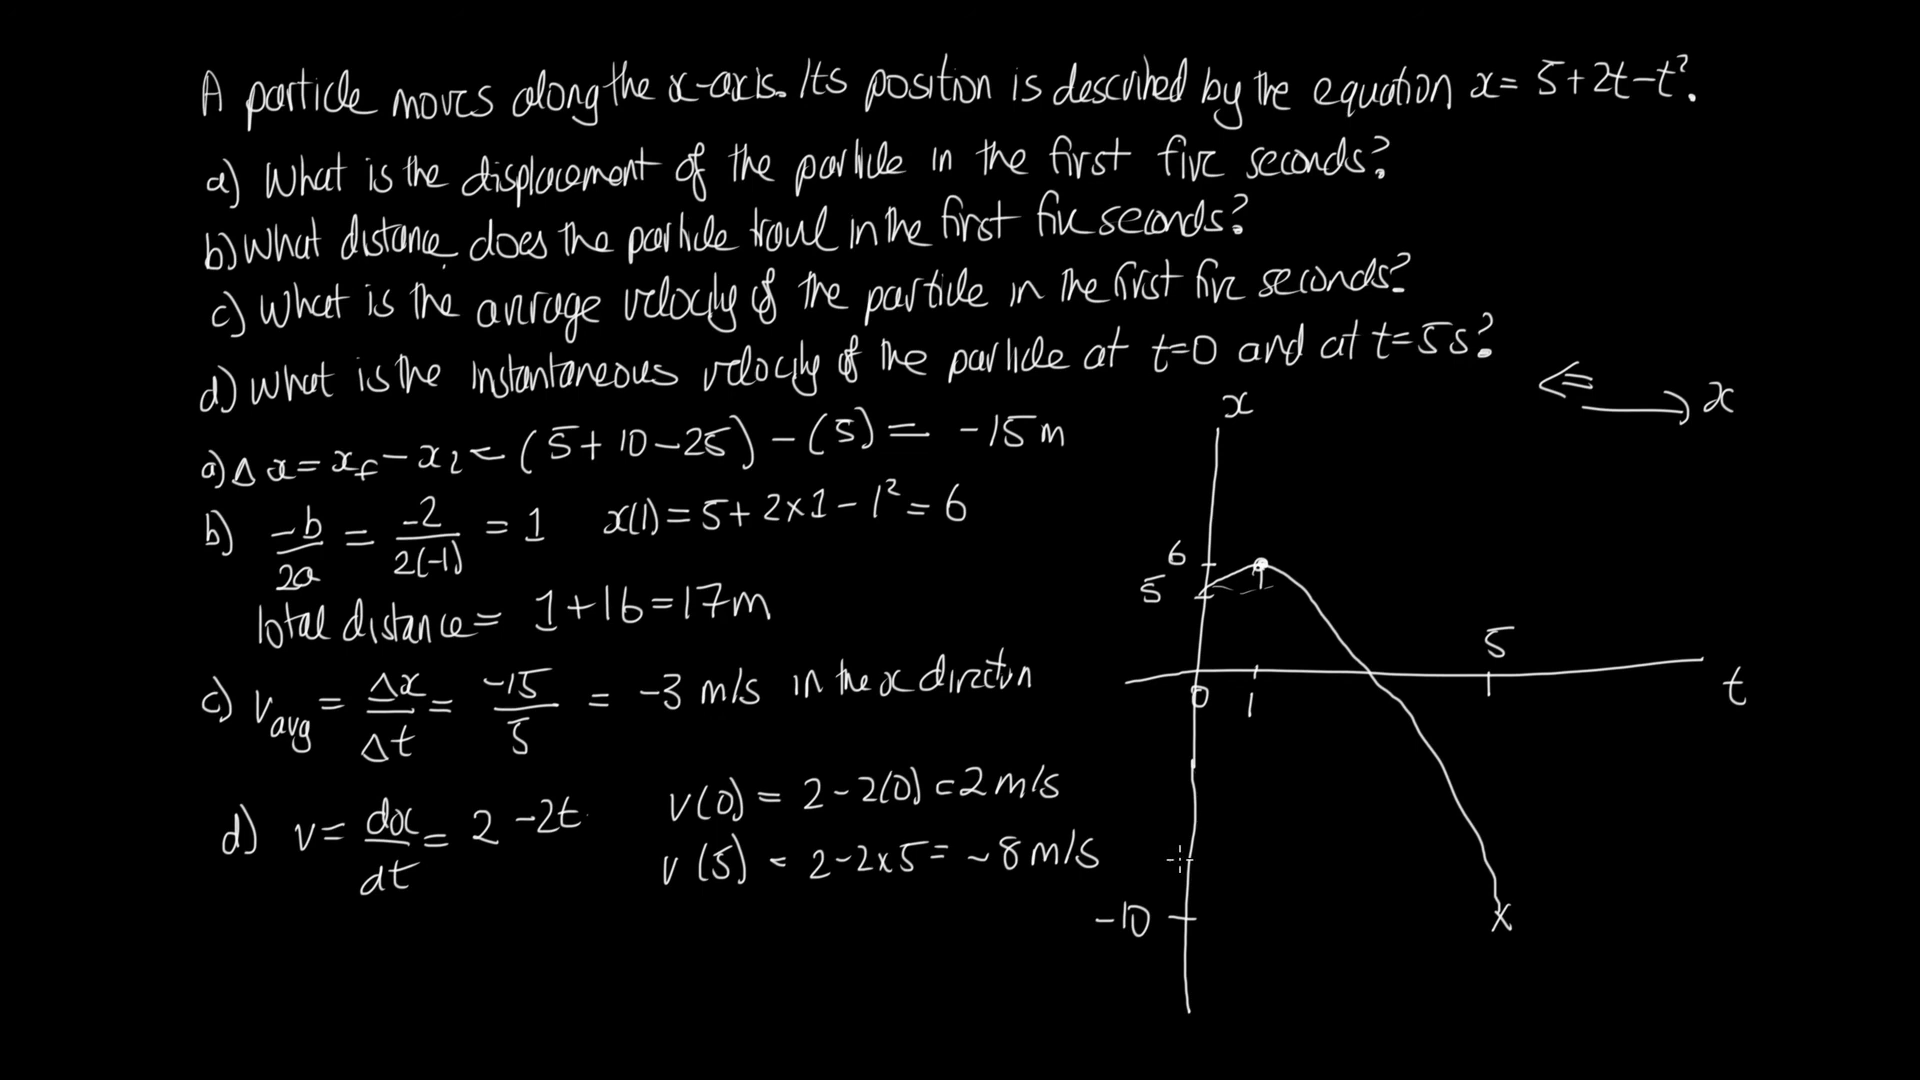 A particle moves along the x-axis. Its position is described by the equation x = 5+2t-t².
a) What is the displacement of the particle in the first five seconds?
b) What distance does the particle travel in the first five seconds?
c) What is the average velocity of the particle in the first five seconds?
d) What is the instantaneous velocity of the particle at t=0 and at t=5s?
⇐ → x
a) Δx = x_f - x_i = (5+10-25) - (5) = -15m
b) -b/2a = -2/2(-1) = 1 x(1) = 5+2×1-1² = 6
Total distance = 1+16=17m
c) v_avg = Δx/Δt = -15/5 = -3 m/s in the x direction
d) v = dx/dt = 2-2t v(0) = 2-2(0) = 2m/s
v(5) = 2-2×5 = -8m/s
x
6
5
5
0
1
t
-10
x